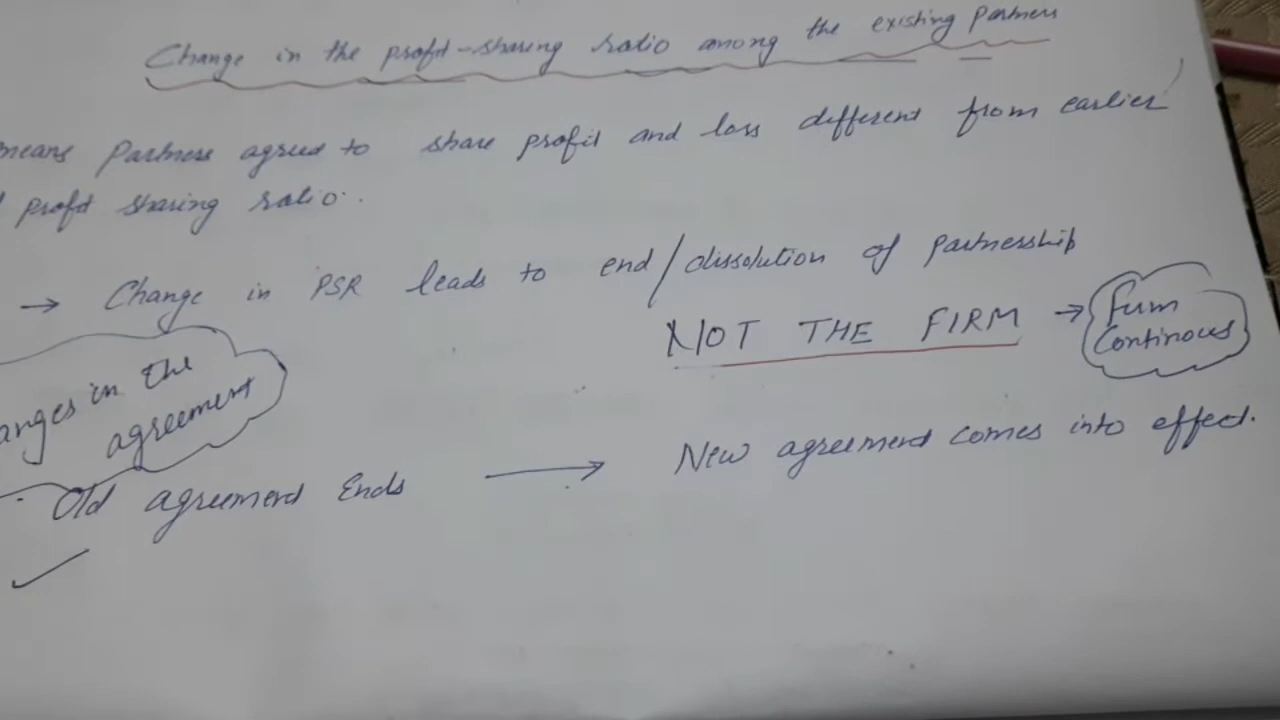 Change in the profit-sharing ratio among the existing Partners
means Partners agreed to share profit and loss different from earlier
profit sharing ratio.
→ Change in PSR leads to end/dissolution of partnership
NOT THE FIRM → Firm
Continous
in the
agreement
Old agreement Ends → New agreement comes into effect.